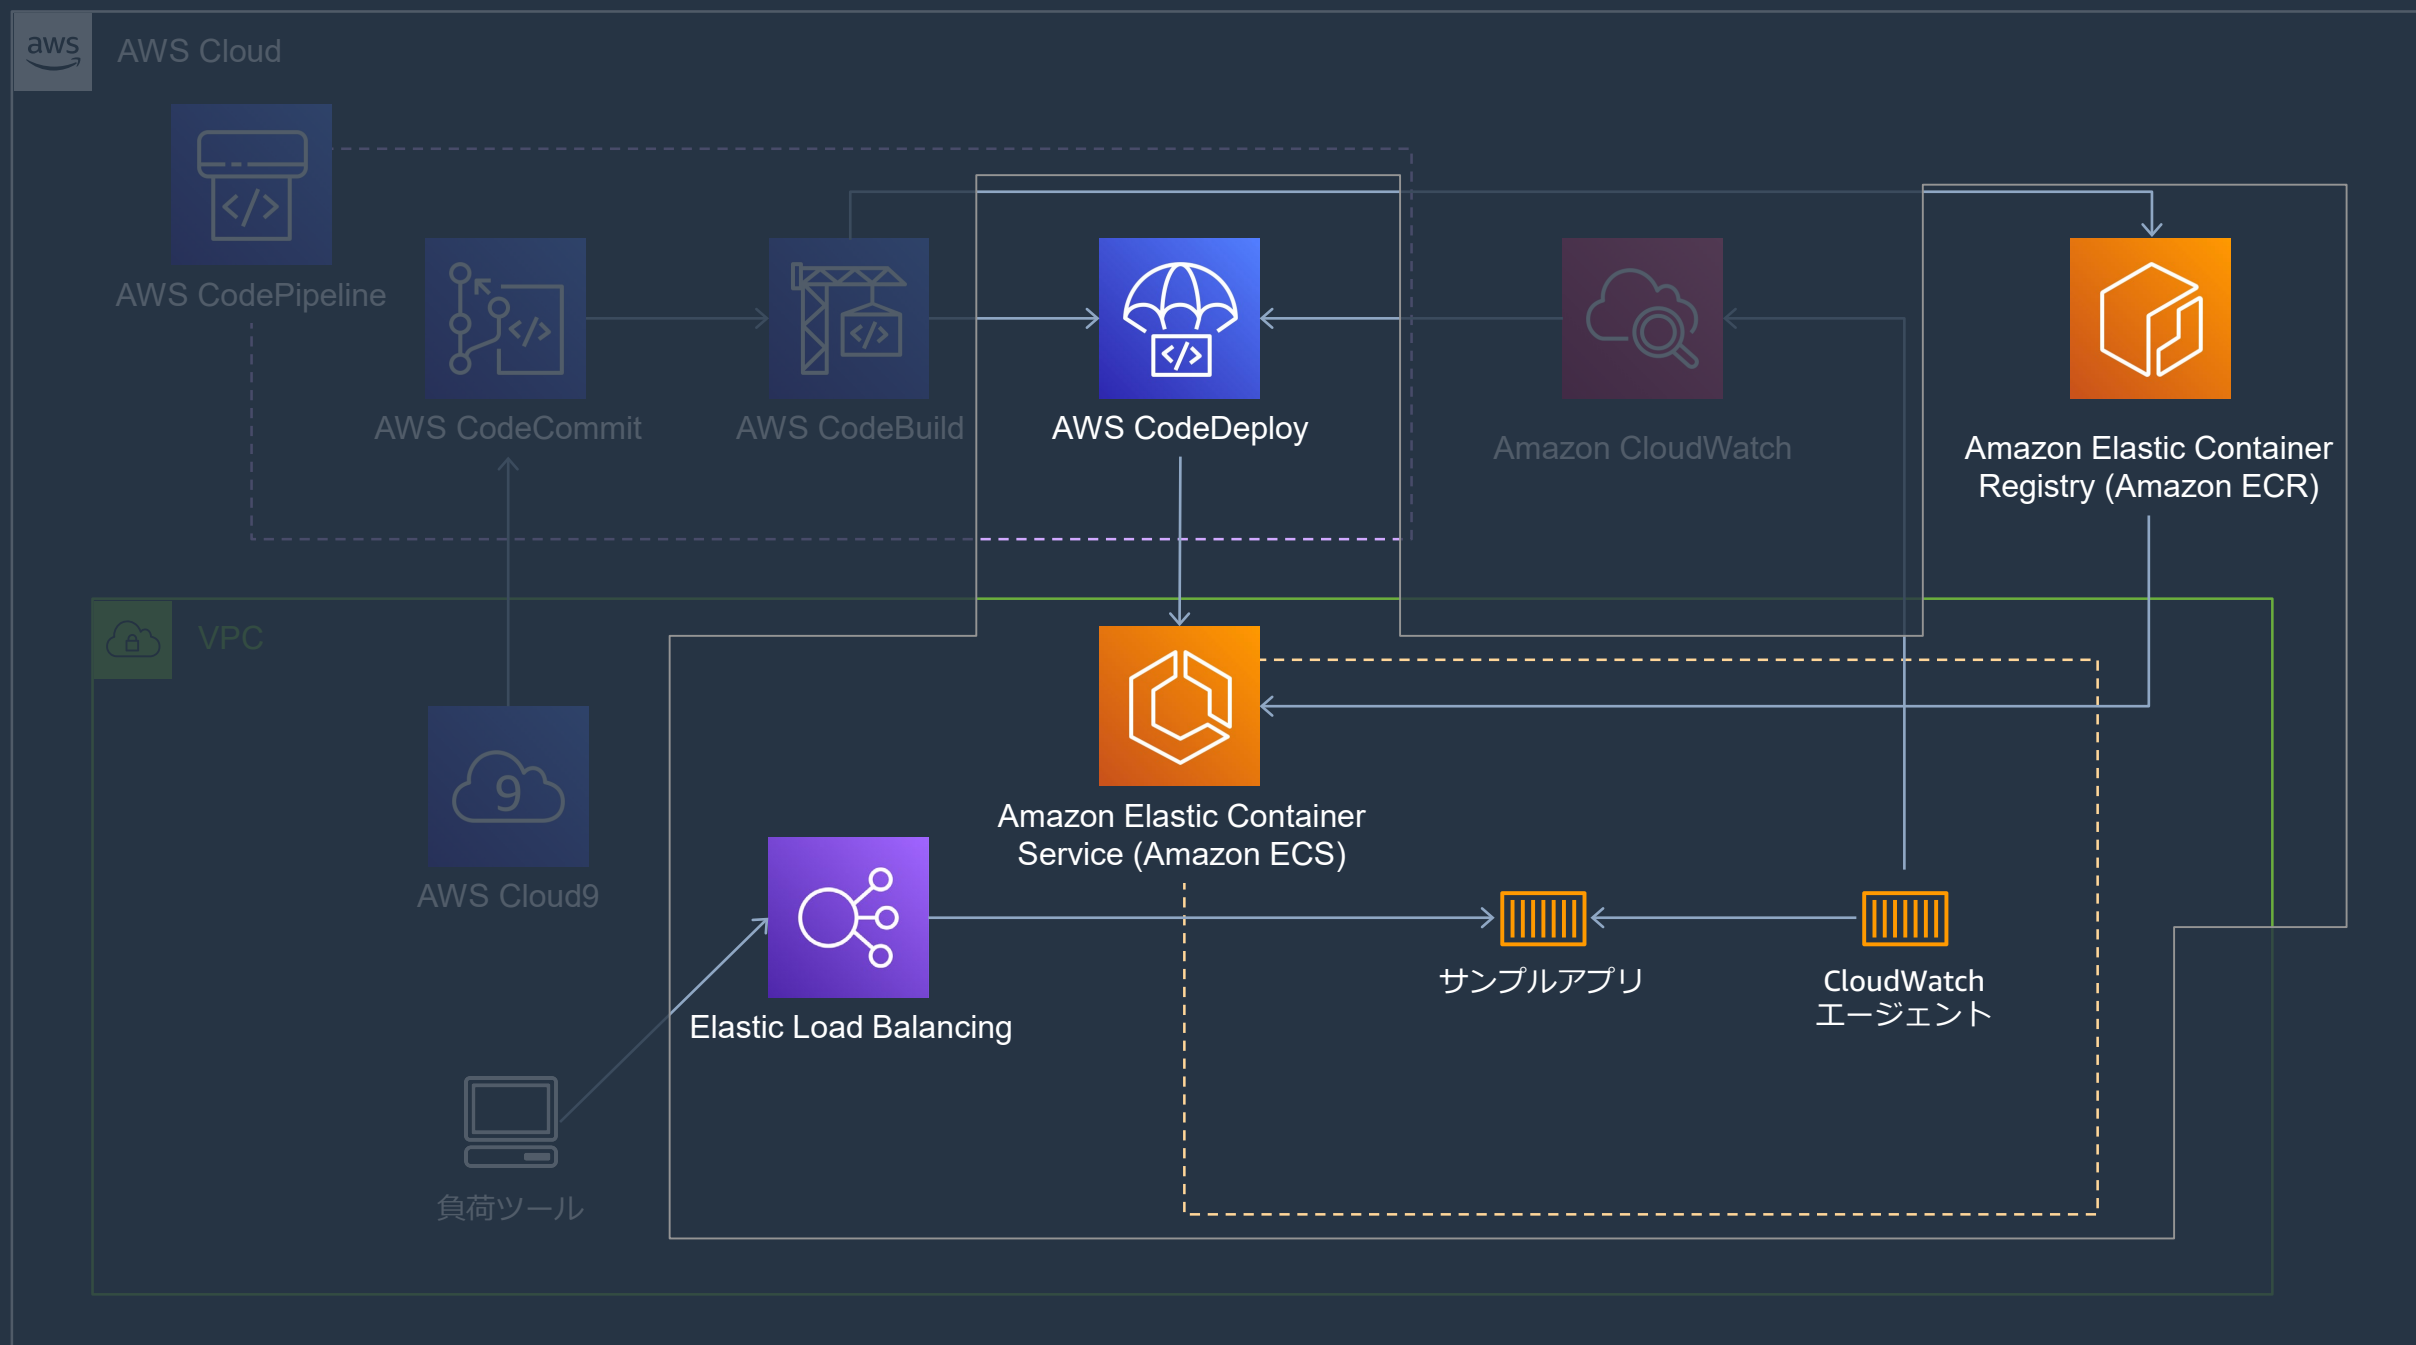 aws
AWS Cloud
AWS CodePipeline
AWS CodeCommit
AWS CodeBuild
AWS CodeDeploy
Amazon CloudWatch
Amazon Elastic Container
Registry (Amazon ECR)
VPC
9
AWS Cloud9
Amazon Elastic Container
Service (Amazon ECS)
Elastic Load Balancing
サンプルアプリ
CloudWatch
エージェント
負荷ツール